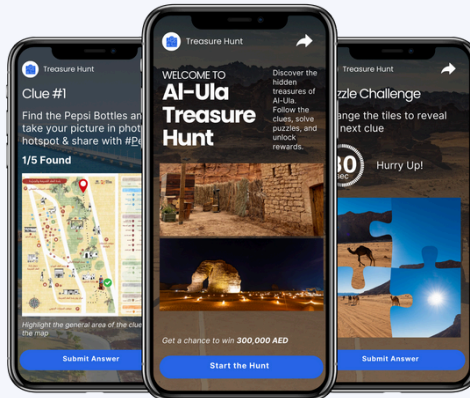 Treasure Hunt
Clue #1
Find the Pepsi Bottles an
take your picture in phot
hotspot & share with #Pe
1/5 Found
Highlight the general area of the clue
the map
Submit Answer
Treasure Hunt
WELCOME TO
Al-Ula
Treasure
Hunt
Discover the
hidden
treasures of
Al-Ula.
Follow the
clues, solve
puzzles, and
unlock
rewards.
Get a chance to win 300,000 AED
Start the Hunt
Treasure Hunt
zle Challenge
ange the tiles to reveal
next clue
30
sec
Hurry Up!
Submit Answer